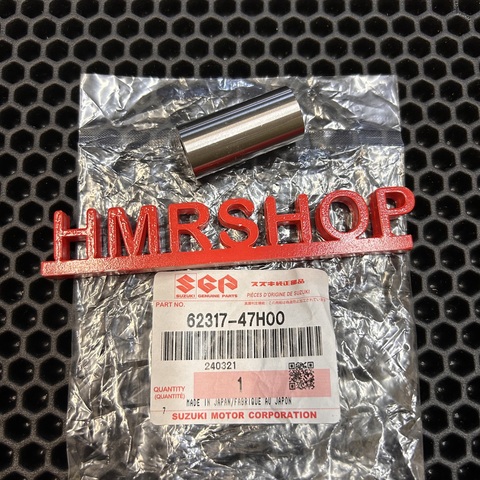 HMRSHOP
SGP
SUZUKI GENUINE PARTS
スズキ純正部品
PIÈCES D'ORIGINE DE SUZUKI
PART NO.
62317-47H00
240321
QUANTITY
(QUANTITÉ)
1
MADE IN JAPAN/FABRIQUÉ AU JAPON
7
SUZUKI MOTOR CORPORATION